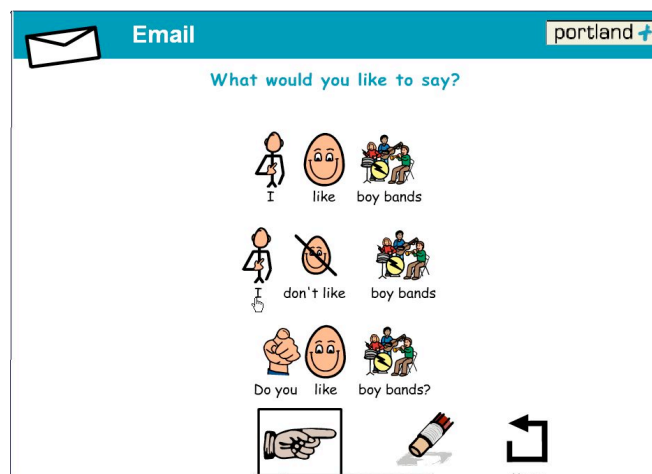 Email
portland +
What would you like to say?
I like boy bands
I don't like boy bands
Do you like boy bands?